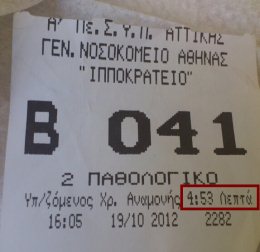 Α' Πε.Σ.Υ.Π ΑΤΤΙΚΗΣ
ΓΕΝ. ΝΟΣΟΚΟΜΕΙΟ ΑΘΗΝΑΣ
"ΙΠΠΟΚΡΑΤΕΙΟ"
Β 041
2 ΠΑΘΟΛΟΓΙΚΟ
Υπ/ζόμενος Χρ. Αναμονής 4:53 Λεπτά
16:05 19/10 2012 2282